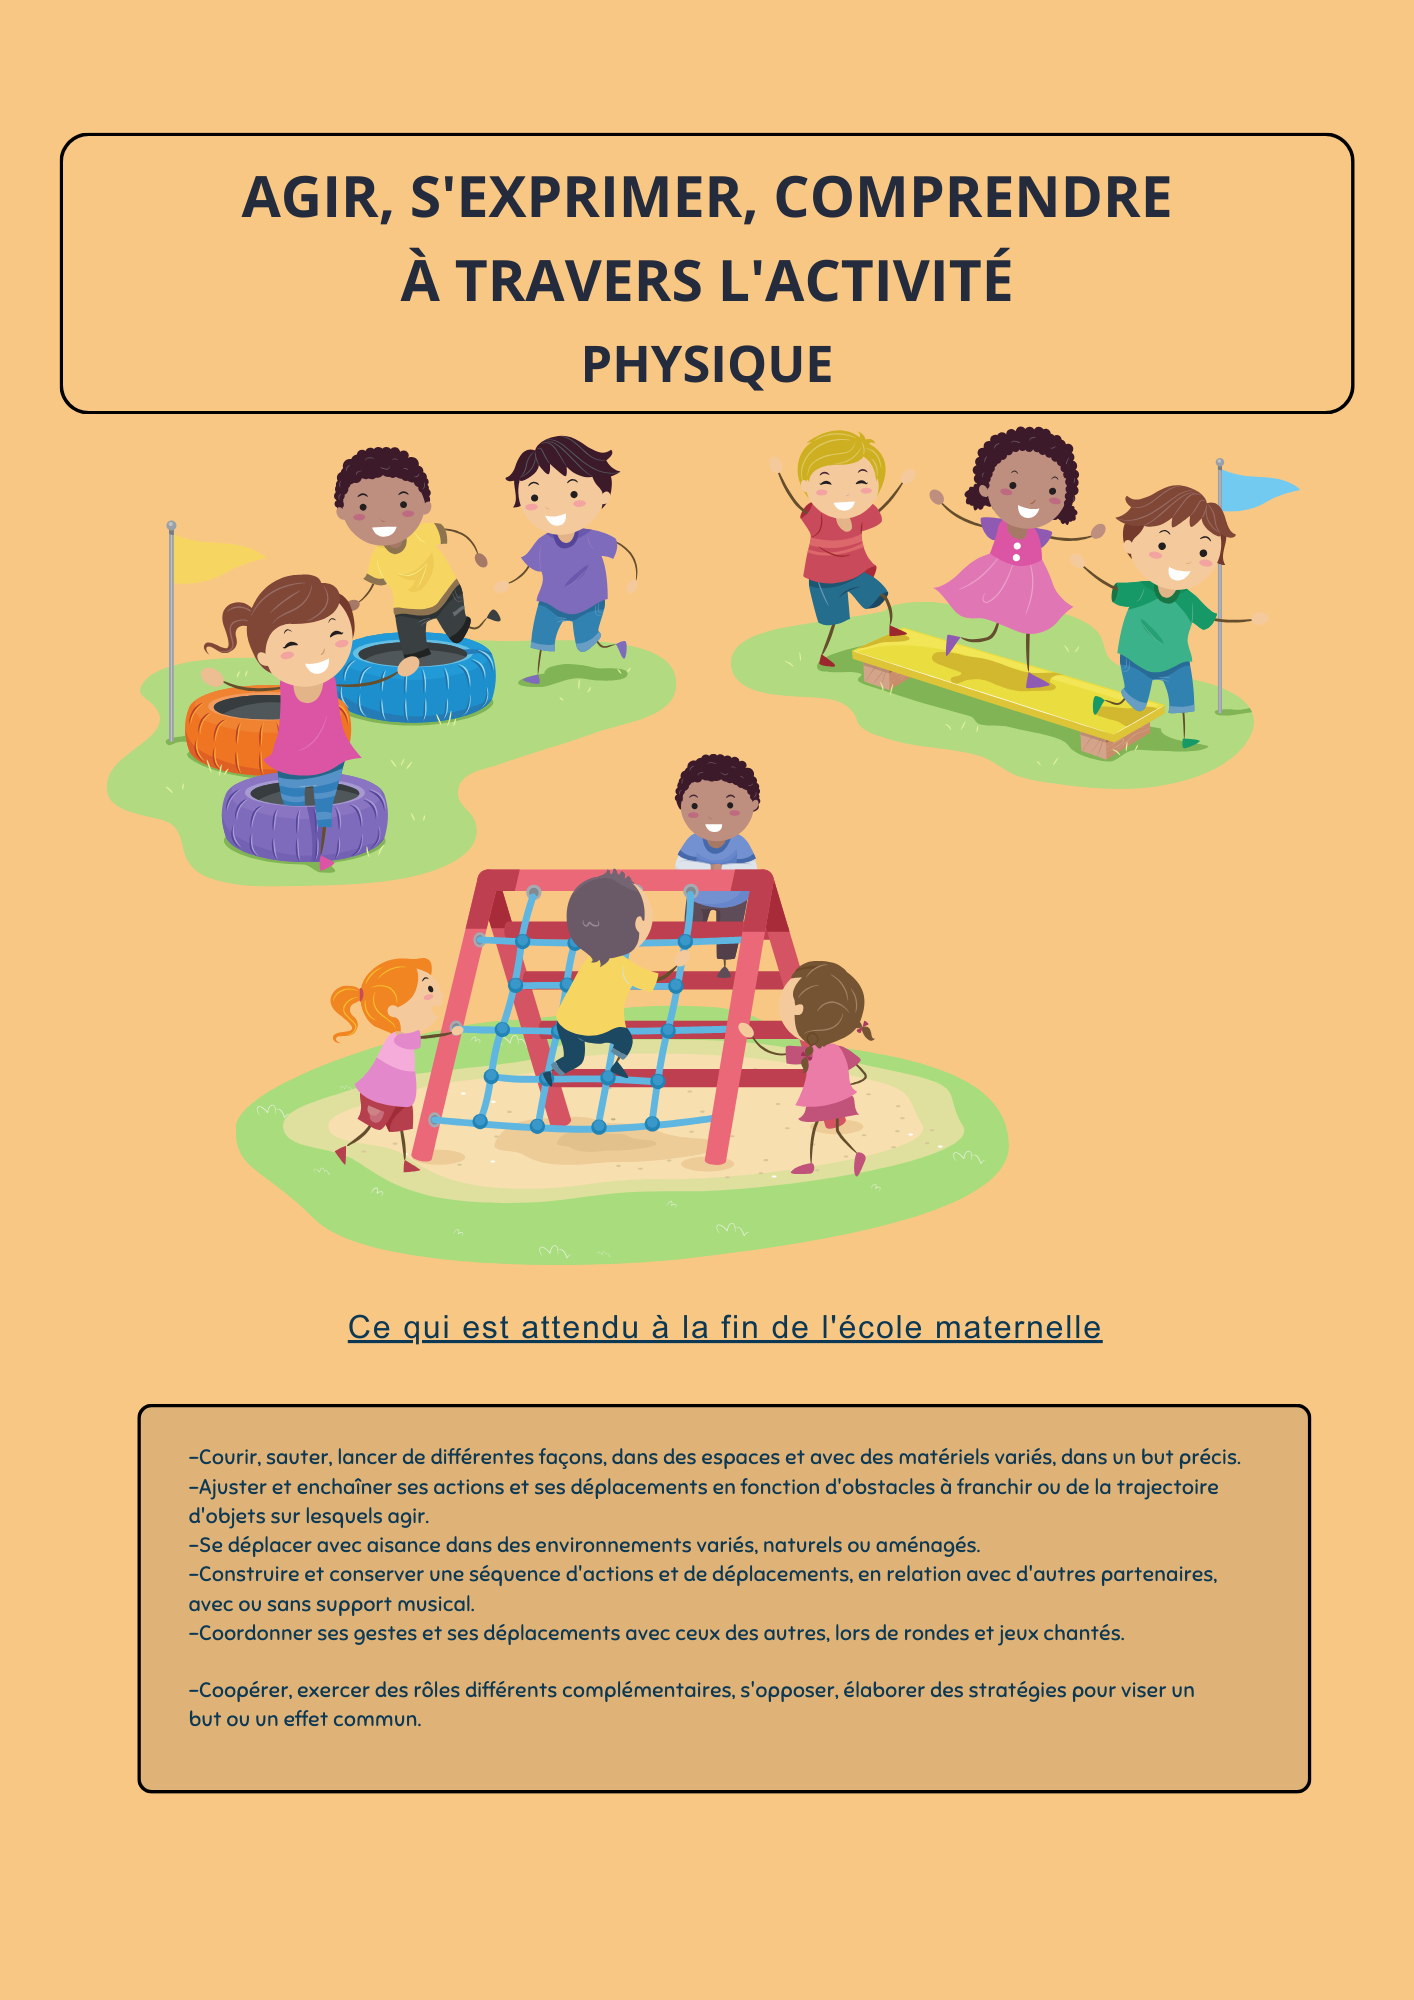 AGIR, S'EXPRIMER, COMPRENDRE
À TRAVERS L'ACTIVITÉ
PHYSIQUE
Ce qui est attendu à la fin de l'école maternelle
-Courir, sauter, lancer de différentes façons, dans des espaces et avec des matériels variés, dans un but précis.
-Ajuster et enchaîner ses actions et ses déplacements en fonction d'obstacles à franchir ou de la trajectoire
d'objets sur lesquels agir.
-Se déplacer avec aisance dans des environnements variés, naturels ou aménagés.
-Construire et conserver une séquence d'actions et de déplacements, en relation avec d'autres partenaires,
avec ou sans support musical.
-Coordonner ses gestes et ses déplacements avec ceux des autres, lors de rondes et jeux chantés.
-Coopérer, exercer des rôles différents complémentaires, s'opposer, élaborer des stratégies pour viser un
but ou un effet commun.